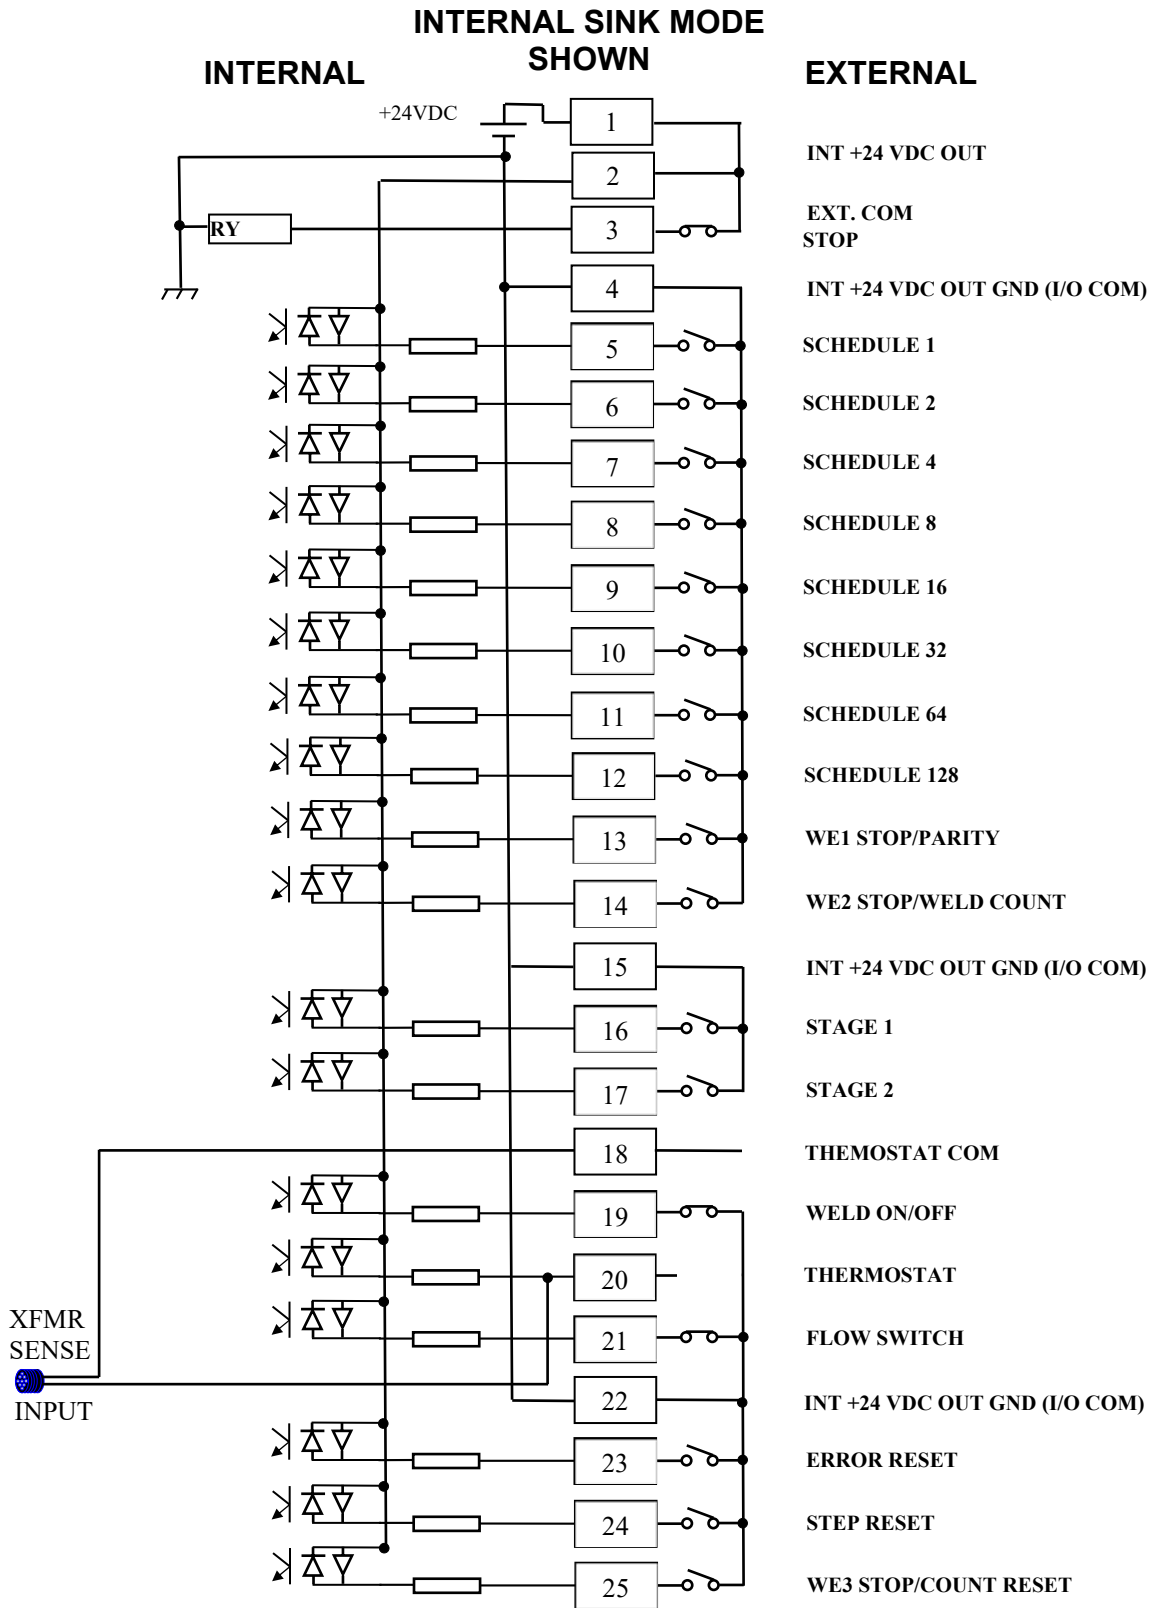 INTERNAL SINK MODE
SHOWN
INTERNAL
EXTERNAL
+24VDC
1
INT +24 VDC OUT
2
EXT. COM
RY
3
STOP
4
INT +24 VDC OUT GND (I/O COM)
5
SCHEDULE 1
6
SCHEDULE 2
7
SCHEDULE 4
8
SCHEDULE 8
9
SCHEDULE 16
10
SCHEDULE 32
11
SCHEDULE 64
12
SCHEDULE 128
13
WE1 STOP/PARITY
14
WE2 STOP/WELD COUNT
15
INT +24 VDC OUT GND (I/O COM)
16
STAGE 1
17
STAGE 2
18
THEMOSTAT COM
19
WELD ON/OFF
20
THERMOSTAT
XFMR
SENSE
21
FLOW SWITCH
INPUT
22
INT +24 VDC OUT GND (I/O COM)
23
ERROR RESET
24
STEP RESET
25
WE3 STOP/COUNT RESET